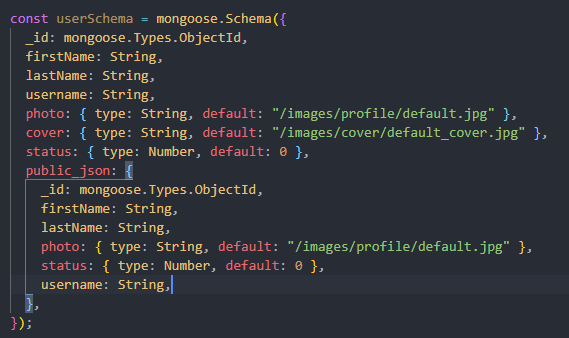 const userSchema = mongoose.Schema({
  _id: mongoose.Types.ObjectId,
  firstName: String,
  lastName: String,
  username: String,
  photo: { type: String, default: "/images/profile/default.jpg" },
  cover: { type: String, default: "/images/cover/default_cover.jpg" },
  status: { type: Number, default: 0 },
  public_json: {
    _id: mongoose.Types.ObjectId,
    firstName: String,
    lastName: String,
    photo: { type: String, default: "/images/profile/default.jpg" },
    status: { type: Number, default: 0 },
    username: String,
  },
});